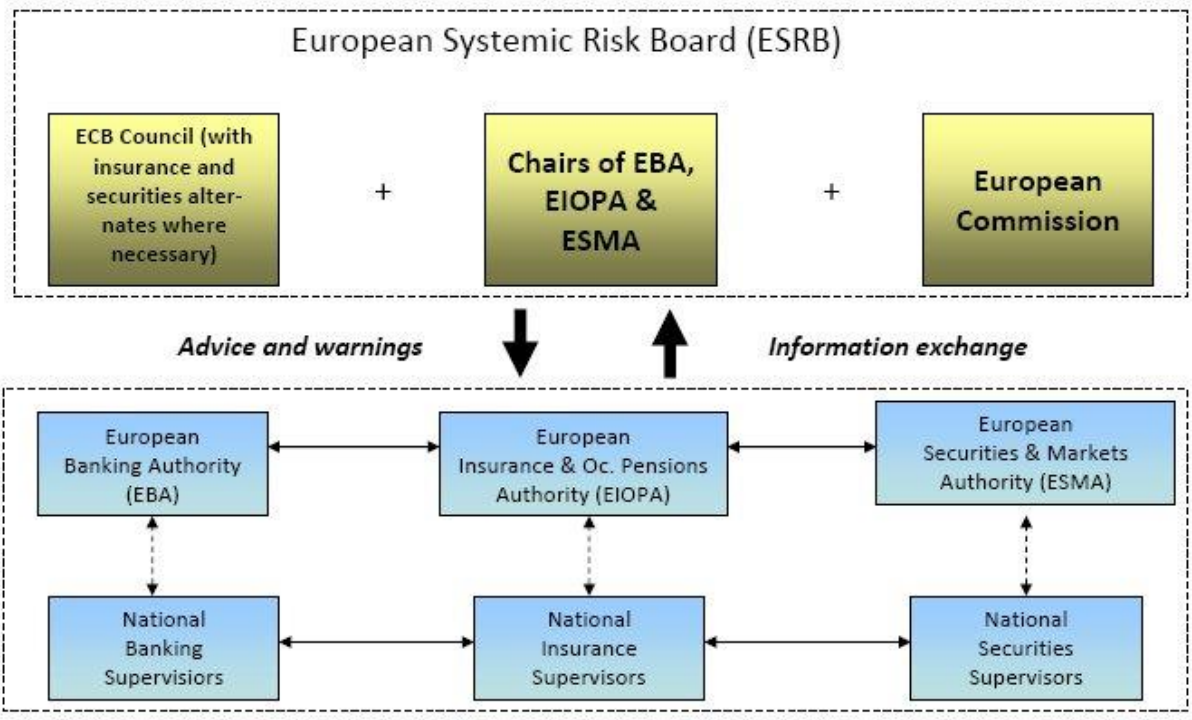 European Systemic Risk Board (ESRB)
ECB Council (with
insurance and
securities alter-
nates where
necessary)
+
Chairs of EBA,
EIOPA &
ESMA
+
European
Commission
Advice and warnings
Information exchange
European
Banking Authority
(EBA)
European
Insurance & Oc. Pensions
Authority (EIOPA)
European
Securities & Markets
Authority (ESMA)
National
Banking
Supervisiors
National
Insurance
Supervisors
National
Securities
Supervisors